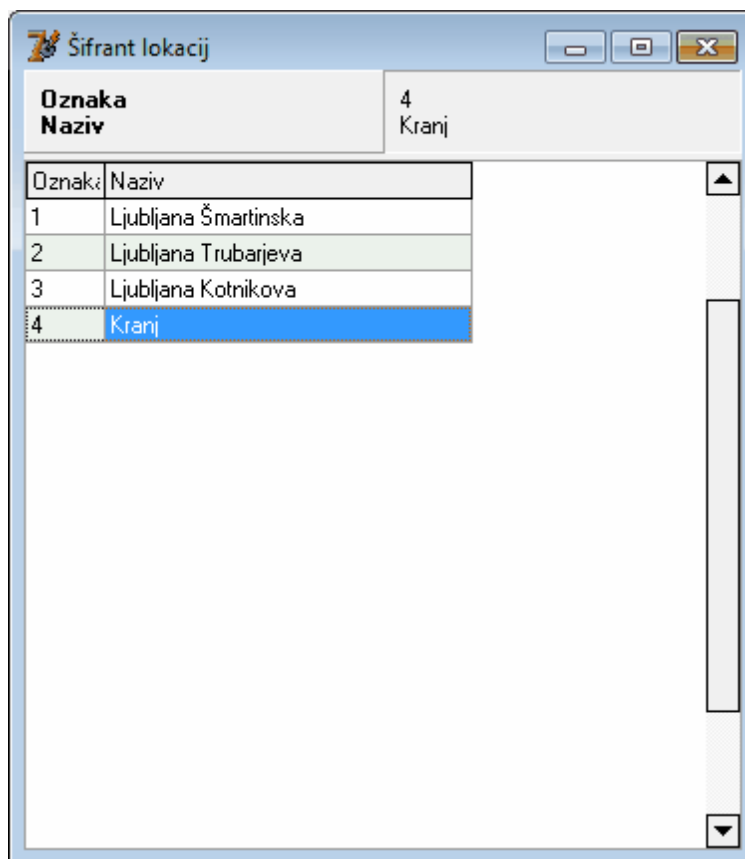 Šifrant lokacij
Oznaka 4
Naziv Kranj
Oznaka Naziv
1 Ljubljana Šmartinska
2 Ljubljana Trubarjeva
3 Ljubljana Kotnikova
4 Kranj